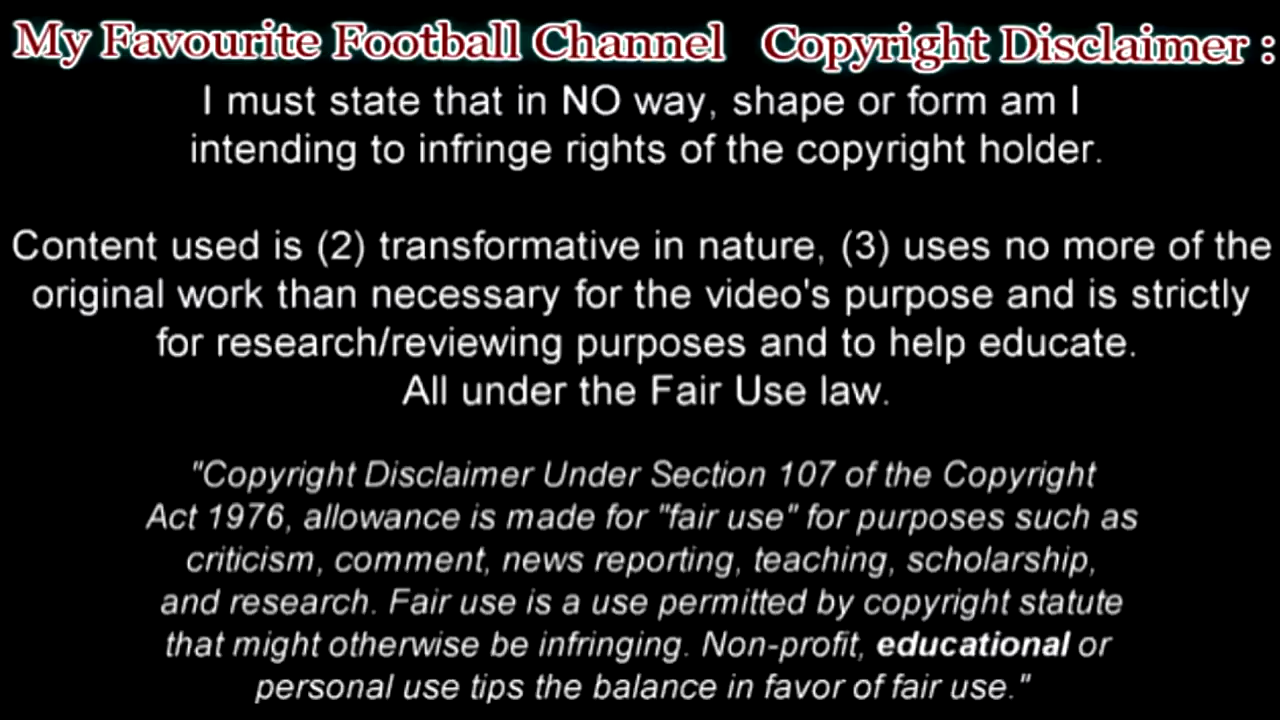 My Favourite Football Channel Copyright Disclaimer :
I must state that in NO way, shape or form am I
intending to infringe rights of the copyright holder.
Content used is (2) transformative in nature, (3) uses no more of the
original work than necessary for the video's purpose and is strictly
for research/reviewing purposes and to help educate.
All under the Fair Use law.
"Copyright Disclaimer Under Section 107 of the Copyright
Act 1976, allowance is made for "fair use" for purposes such as
criticism, comment, news reporting, teaching, scholarship,
and research. Fair use is a use permitted by copyright statute
that might otherwise be infringing. Non-profit, educational or
personal use tips the balance in favor of fair use."